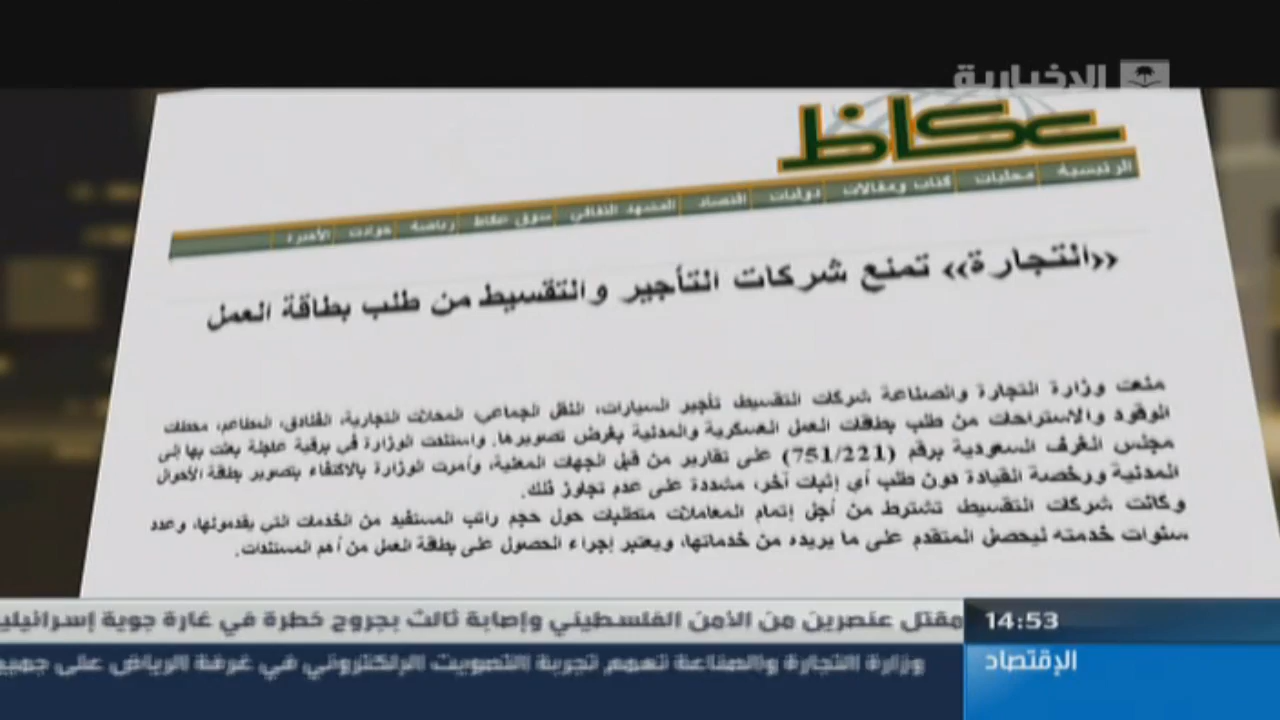 الاخبارية
عكاظ
الرئيسية محليات كتاب ومقالات دوليات اقتصاد المشهد الثقافي سوق عكاظ رياضة حوادث الأخيرة
«التجارة» تمنع شركات التأجير والتقسيط من طلب بطاقة العمل
منعت وزارة التجارة والصناعة شركات التقسيط، تأجير السيارات، النقل الجماعي، المحلات التجارية، الفنادق، المطاعم، محطات
الوقود والاستراحات من طلب بطاقات العمل العسكرية والمدنية بغرض تصويرها. واستندت الوزارة في برقية عاجلة بعثت بها إلى
مجلس الغرف السعودية برقم (751/221) على تقارير من قبل الجهات المعنية، وأمرت الوزارة بالاكتفاء بتصوير بطاقة الأحوال
المدنية ورخصة القيادة دون طلب أي إثبات آخر، مشددة على عدم تجاوز ذلك.
وكانت شركات التقسيط تشترط من أجل إتمام المعاملات متطلبات حول حجم راتب المستفيد من الخدمات التي يقدمونها، وعدد
سنوات خدمته ليحصل المتقدم على ما يريده من خدماتها، ويعتبر إجراء الحصول على بطاقة العمل من أهم المستندات.
مقتل عنصرين من الأمن الفلسطيني وإصابة ثالث بجروح خطرة في غارة جوية إسرائيلي
14:53
وزارة التجارة والصناعة تعمم تجربة التصويت الإلكتروني في غرفة الرياض على جميع
الإقتصاد